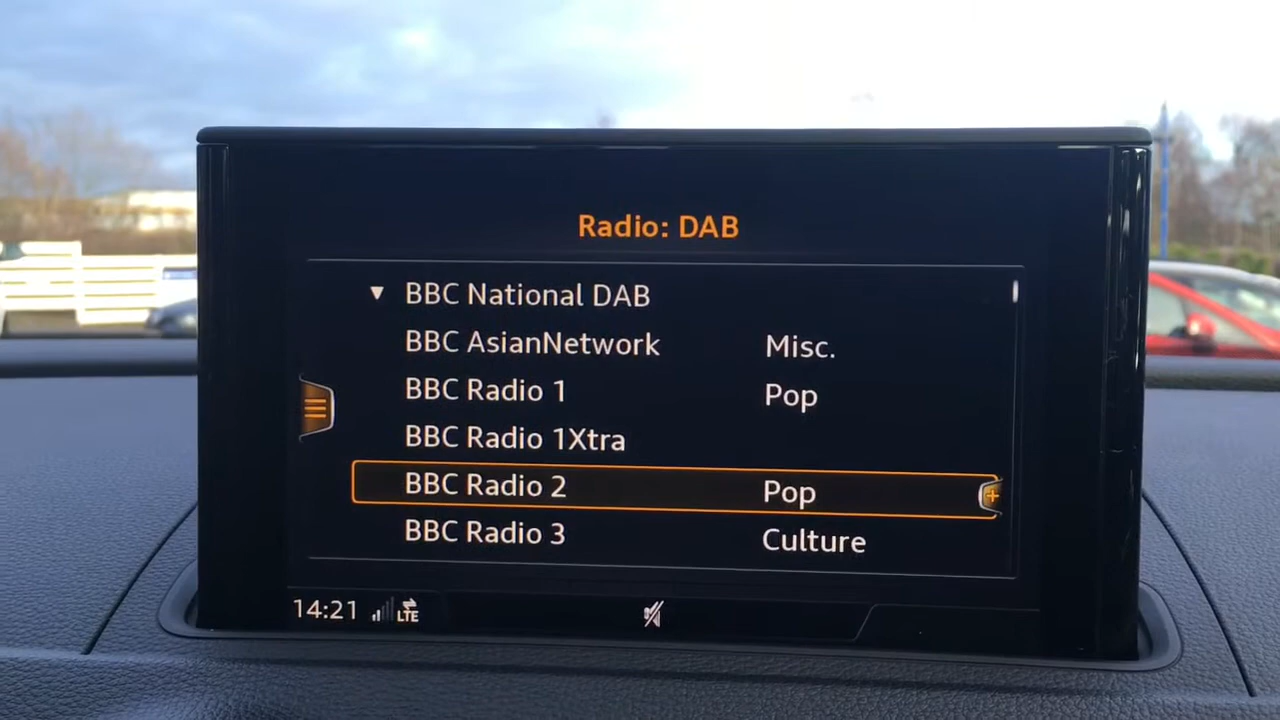 Radio: DAB
▼ BBC National DAB
BBC AsianNetwork Misc.
BBC Radio 1 Pop
BBC Radio 1Xtra
BBC Radio 2 Pop
BBC Radio 3 Culture
14:21 LTE